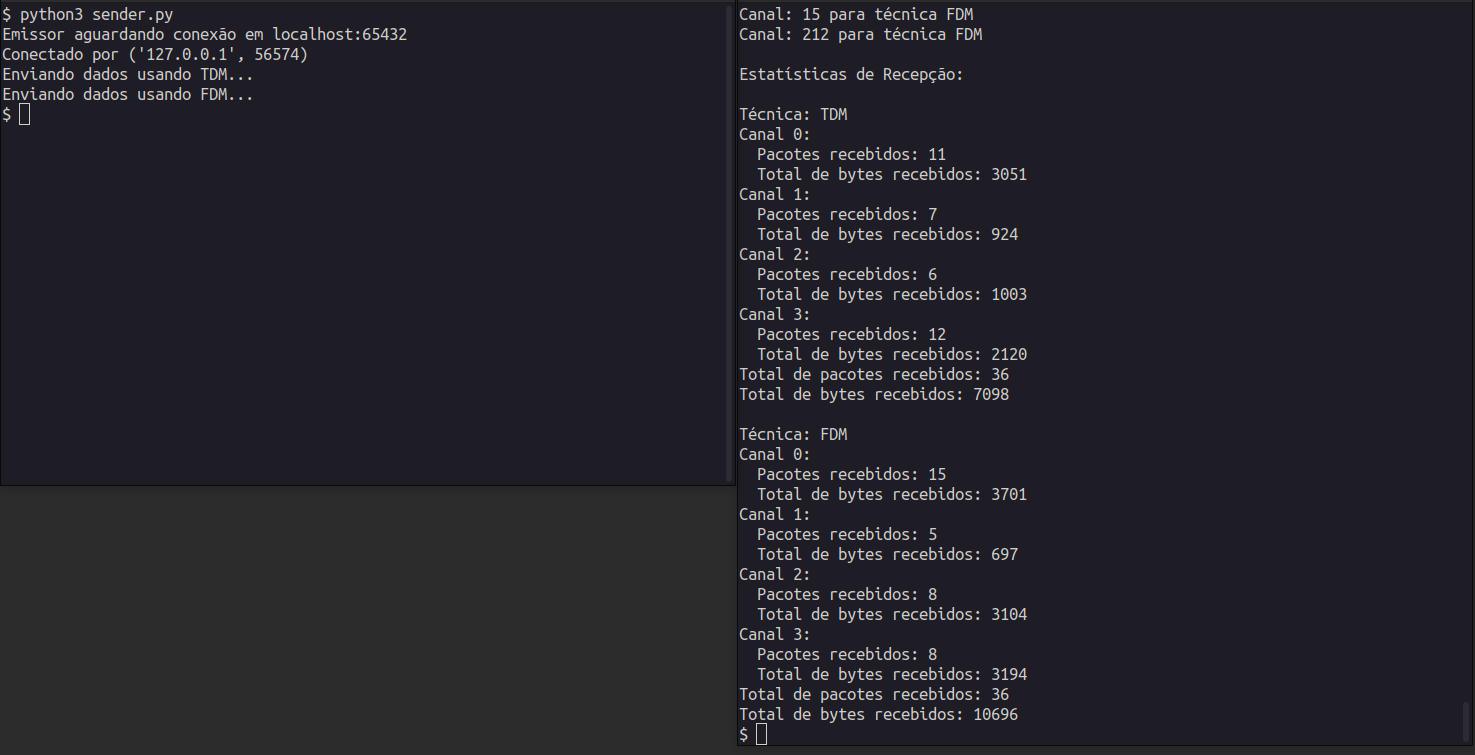 $ python3 sender.py
Emissor aguardando conexão em localhost:65432
Conectado por ('127.0.0.1', 56574)
Enviando dados usando TDM...
Enviando dados usando FDM...
$
Canal: 15 para técnica FDM
Canal: 212 para técnica FDM

Estatísticas de Recepção:

Técnica: TDM
Canal 0:
  Pacotes recebidos: 11
  Total de bytes recebidos: 3051
Canal 1:
  Pacotes recebidos: 7
  Total de bytes recebidos: 924
Canal 2:
  Pacotes recebidos: 6
  Total de bytes recebidos: 1003
Canal 3:
  Pacotes recebidos: 12
  Total de bytes recebidos: 2120
Total de pacotes recebidos: 36
Total de bytes recebidos: 7098

Técnica: FDM
Canal 0:
  Pacotes recebidos: 15
  Total de bytes recebidos: 3701
Canal 1:
  Pacotes recebidos: 5
  Total de bytes recebidos: 697
Canal 2:
  Pacotes recebidos: 8
  Total de bytes recebidos: 3104
Canal 3:
  Pacotes recebidos: 8
  Total de bytes recebidos: 3194
Total de pacotes recebidos: 36
Total de bytes recebidos: 10696
$